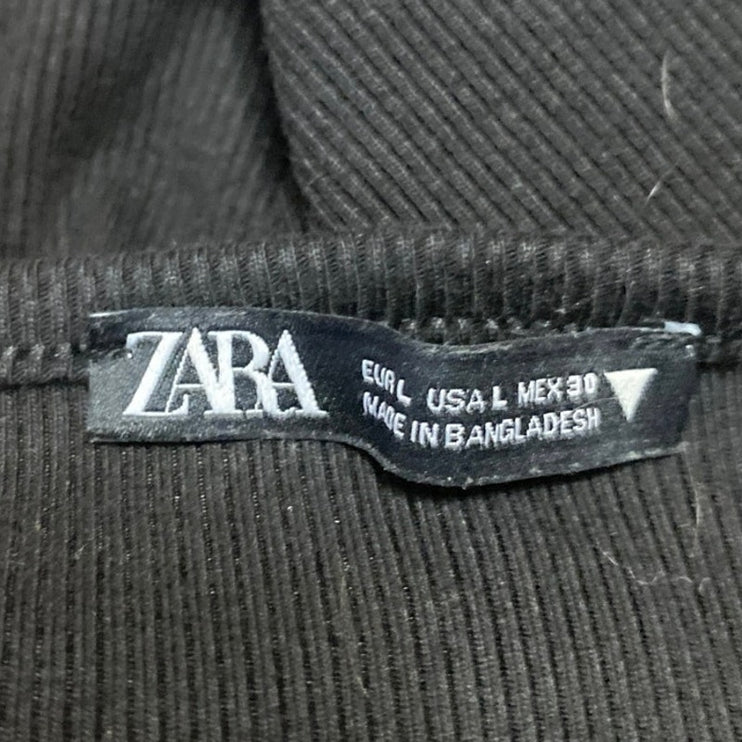 ZARA
EUR L USA L MEX 30
MADE IN BANGLADESH